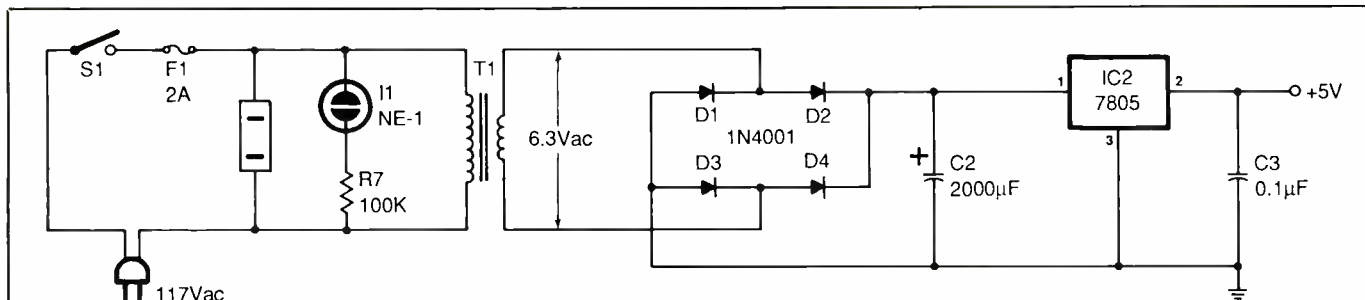 S1
F1
2A
I1
NE-1
R7
100K
T1
6.3Vac
D1
D2
1N4001
D3
D4
+
C2
2000µF
1
IC2
7805
2
3
+5V
C3
0.1µF
117Vac